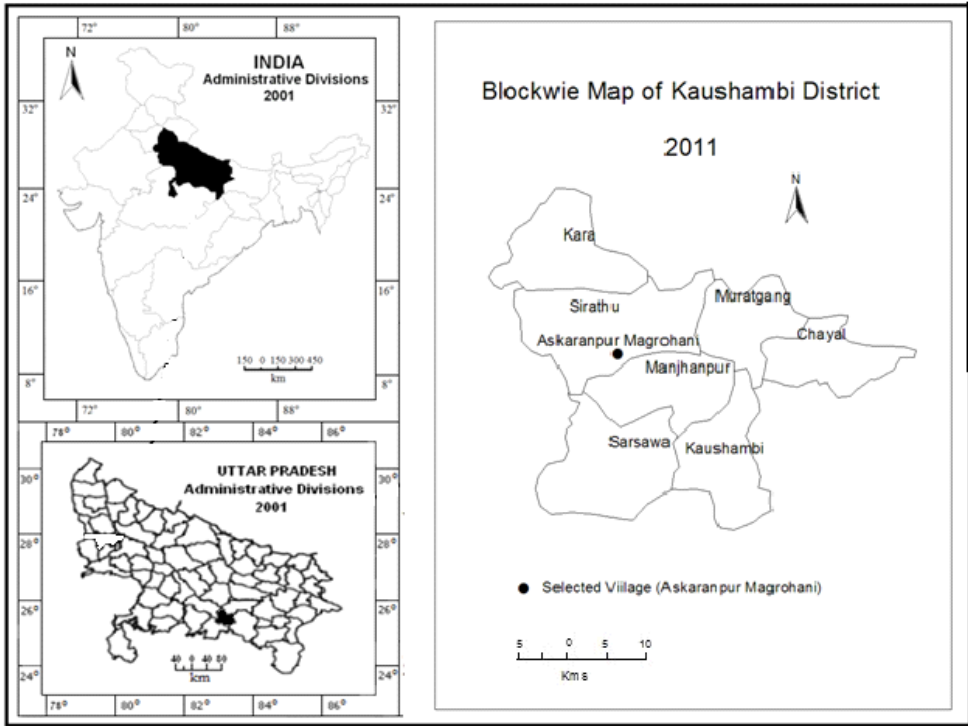 72° 80° 88°
N
INDIA
Administrative Divisions
2001
32° 32°
24° 24°
16° 16°
8° 8°
150 0 150 300 450
km
72° 80° 88°
78° 80° 82° 84° 86°
UTTAR PRADESH
Administrative Divisions
2001
30° 30°
28° 28°
26° 26°
24° 24°
40 0 40 80
km
78° 80° 82° 84° 86°
Blockwie Map of Kaushambi District
2011
N
Kara
Sirathu
Muratgang
Chayal
Askaranpur Magrohani
Manjhanpur
Sarsawa
Kaushambi
Selected Viilage (Askaranpur Magrohani)
5 0 5 10
Kms